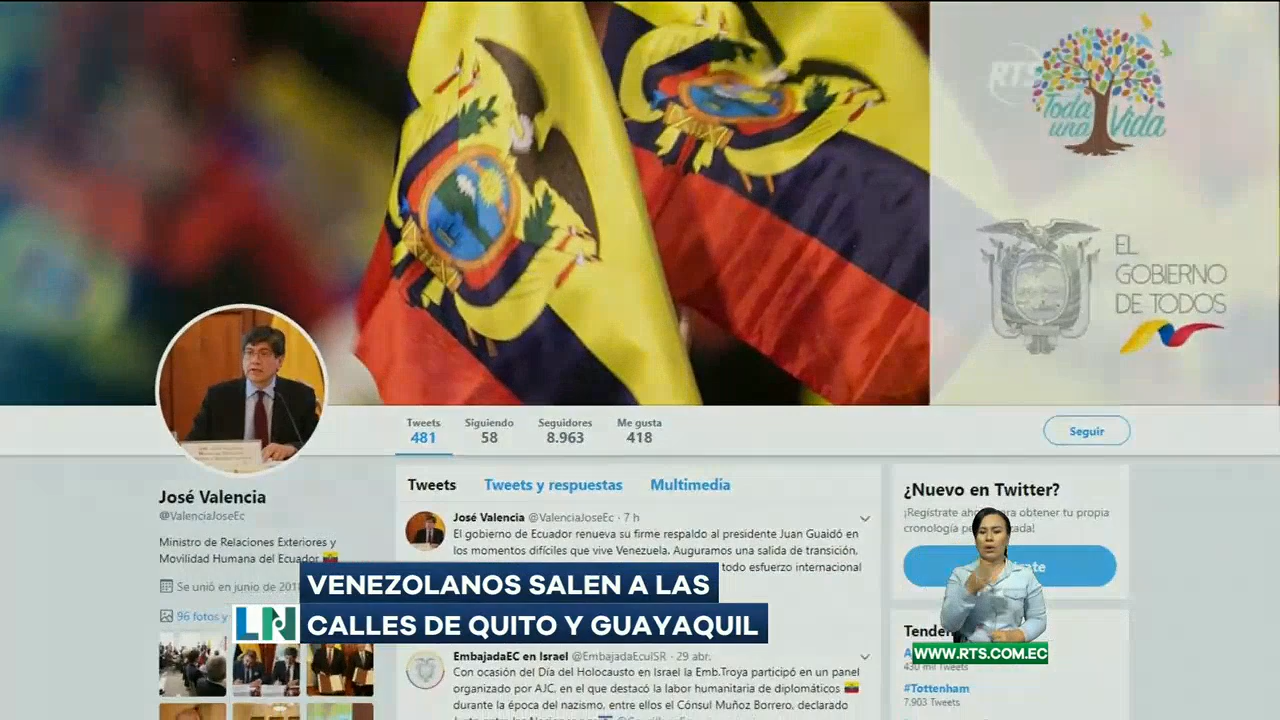 RTS
Toda
una Vida
EL
GOBIERNO
DE TODOS
Tweets
481
Siguiendo
58
Seguidores
8.963
Me gusta
418
Seguir
José Valencia
@ValenciaJoseEc
Ministro de Relaciones Exteriores y
Movilidad Humana del Ecuador
Se unió en junio de 2018
96 fotos y
Tweets
Tweets y respuestas
Multimedia
José Valencia @ValenciaJoseEc · 7 h
El gobierno de Ecuador renueva su firme respaldo al presidente Juan Guaidó en
los momentos difíciles que vive Venezuela. Auguramos una salida de transición,
todo esfuerzo internacional
EmbajadaEC en Israel @EmbajadaEcuISR · 29 abr.
Con ocasión del Día del Holocausto en Israel la Emb.Troya participó en un panel
organizado por AJC, en el que destacó la labor humanitaria de diplomáticos
durante la época del nazismo, entre ellos el Cónsul Muñoz Borrero, declarado
¿Nuevo en Twitter?
¡Regístrate para obtener tu propia
cronología
430 mil Tweets
#Tottenham
7.903 Tweets
LN
VENEZOLANOS SALEN A LAS
CALLES DE QUITO Y GUAYAQUIL
WWW.RTS.COM.EC